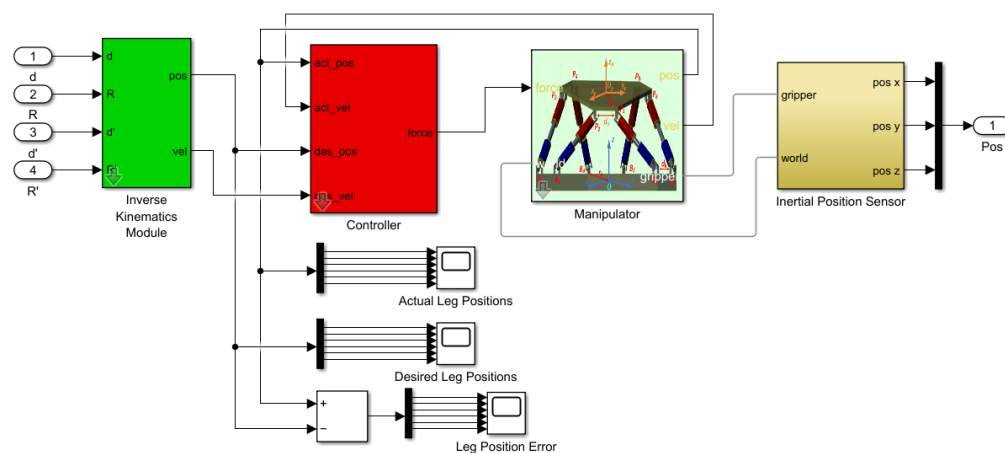 1
d
2
R
3
d'
4
R'
d
R
d'
R'
pos
vel
Inverse
Kinematics
Module
act_pos
act_vel
des_pos
des_vel
force
Controller
force
pos
vel
world
gripper
Manipulator
gripper
world
pos x
pos y
pos z
Inertial Position Sensor
1
Pos
Actual Leg Positions
Desired Leg Positions
+
−
Leg Position Error